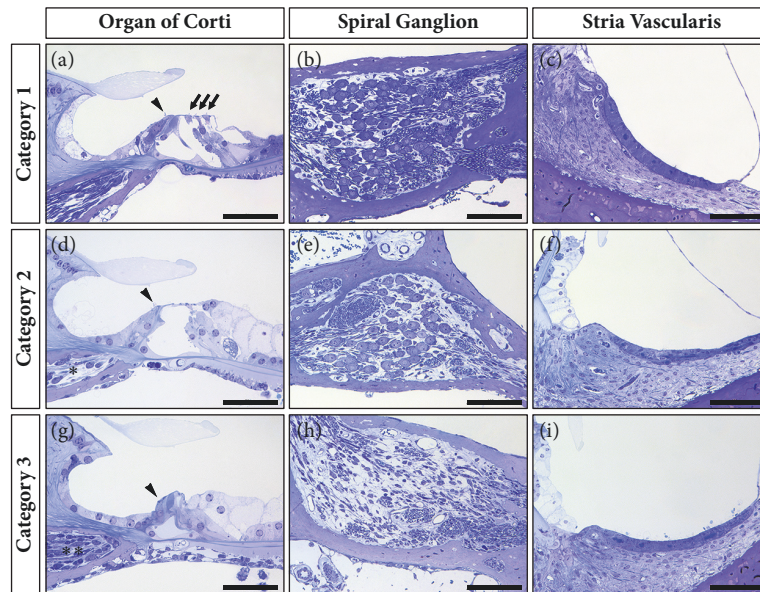 Organ of Corti
Spiral Ganglion
Stria Vascularis
Category 1
(a)
(b)
(c)
Category 2
(d)
(e)
(f)
*
Category 3
(g)
(h)
(i)
* *